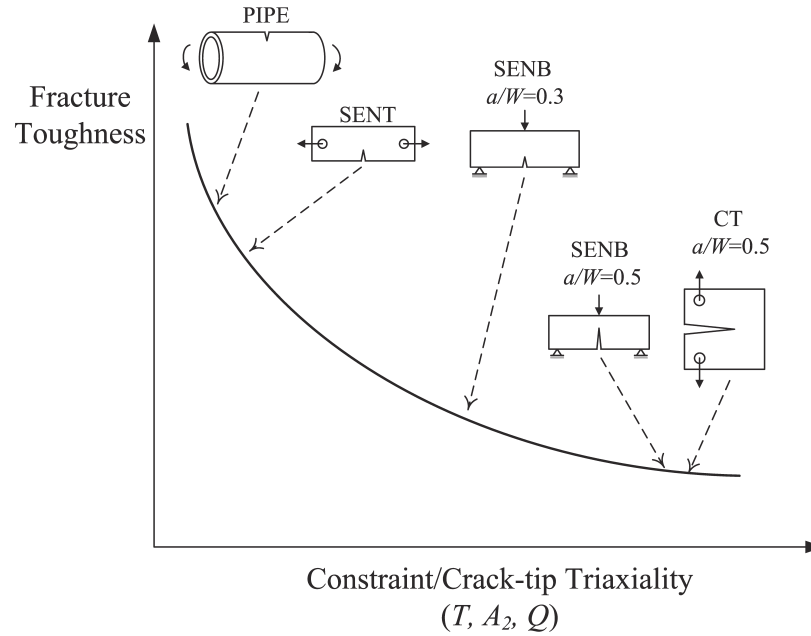 PIPE
Fracture
Toughness
SENT
SENB
a/W=0.3
SENB
a/W=0.5
CT
a/W=0.5
Constraint/Crack-tip Triaxiality
(T, A₂, Q)